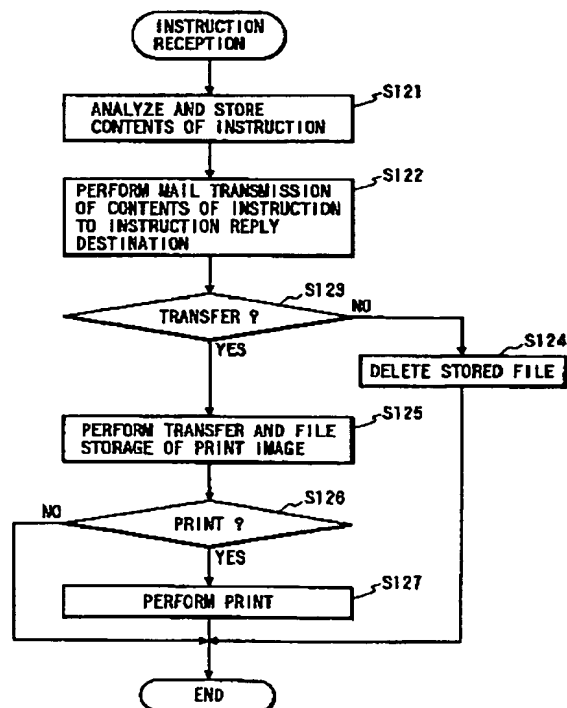 INSTRUCTION
RECEPTION
S121
ANALYZE AND STORE
CONTENTS OF INSTRUCTION
S122
PERFORM MAIL TRANSMISSION
OF CONTENTS OF INSTRUCTION
TO INSTRUCTION REPLY
DESTINATION
S123
TRANSFER ?
NO
YES
S124
DELETE STORED FILE
S125
PERFORM TRANSFER AND FILE
STORAGE OF PRINT IMAGE
S126
NO
PRINT ?
YES
S127
PERFORM PRINT
END